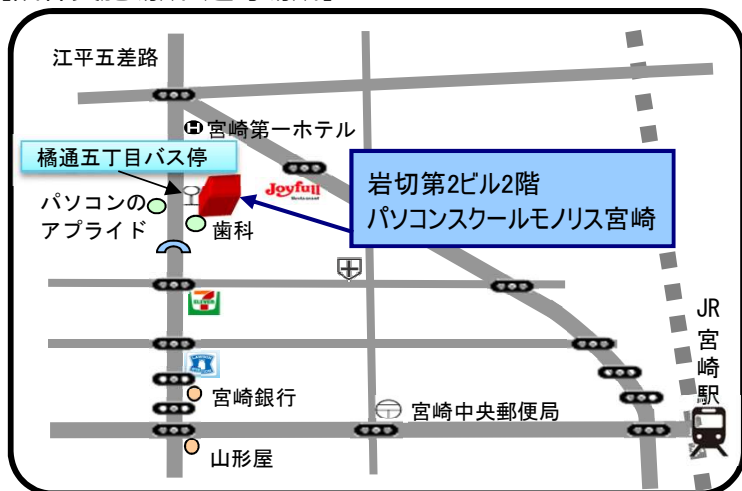 江平五差路
宮崎第一ホテル
橘通五丁目バス停
Joyfull
Restaurant
岩切第2ビル2階
パソコンスクールモノリス宮崎
パソコンの
アプライド
歯科
ELEVEN
JR
宮
崎
駅
宮崎銀行
宮崎中央郵便局
山形屋